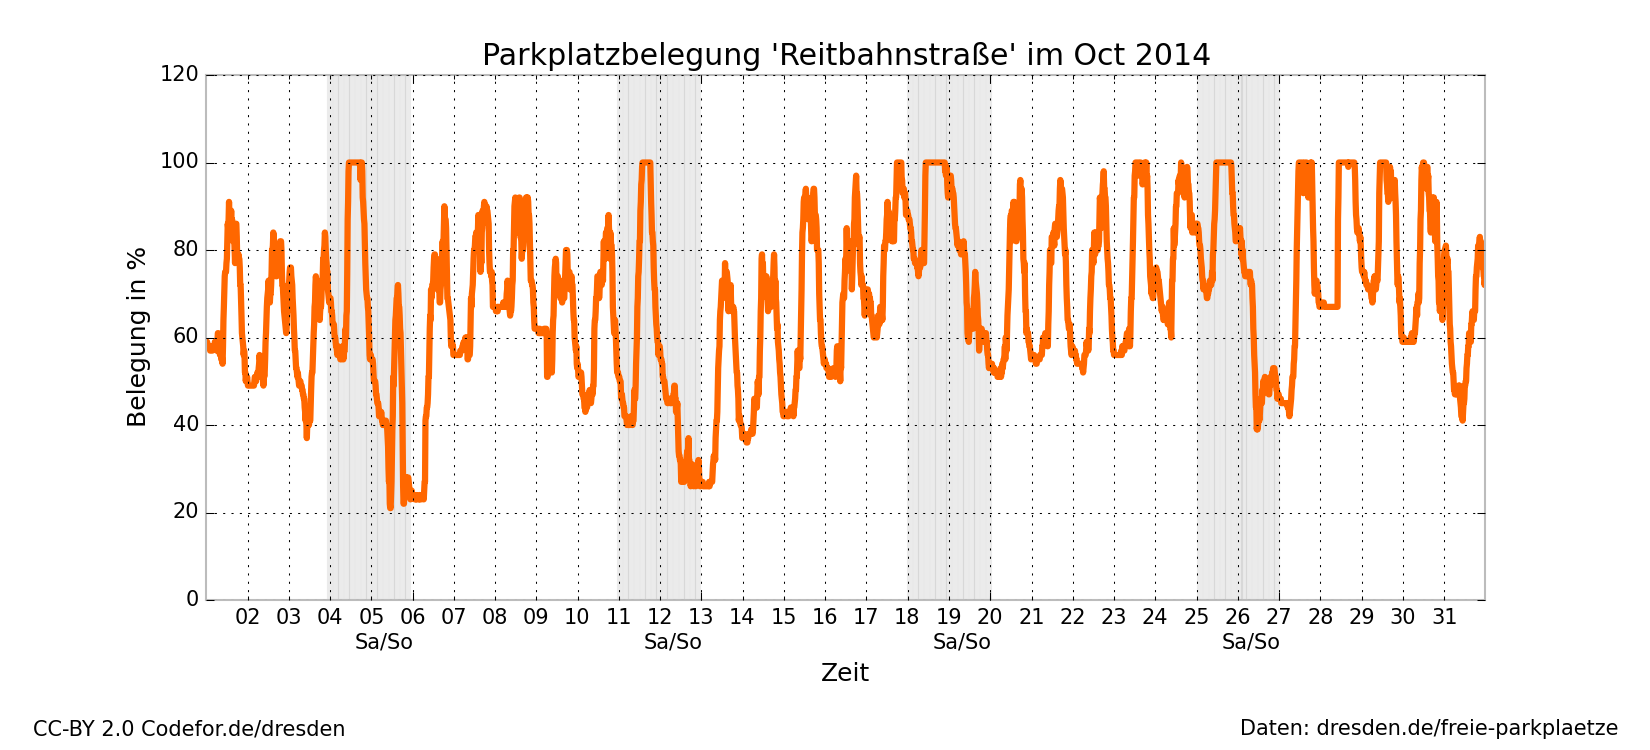 Parkplatzbelegung 'Reitbahnstraße' im Oct 2014
120
100
80
60
40
20
0
Belegung in %
02 03 04 05 06 07 08 09 10 11 12 13 14 15 16 17 18 19 20 21 22 23 24 25 26 27 28 29 30 31
Sa/So Sa/So Sa/So Sa/So
Zeit
CC-BY 2.0 Codefor.de/dresden
Daten: dresden.de/freie-parkplaetze